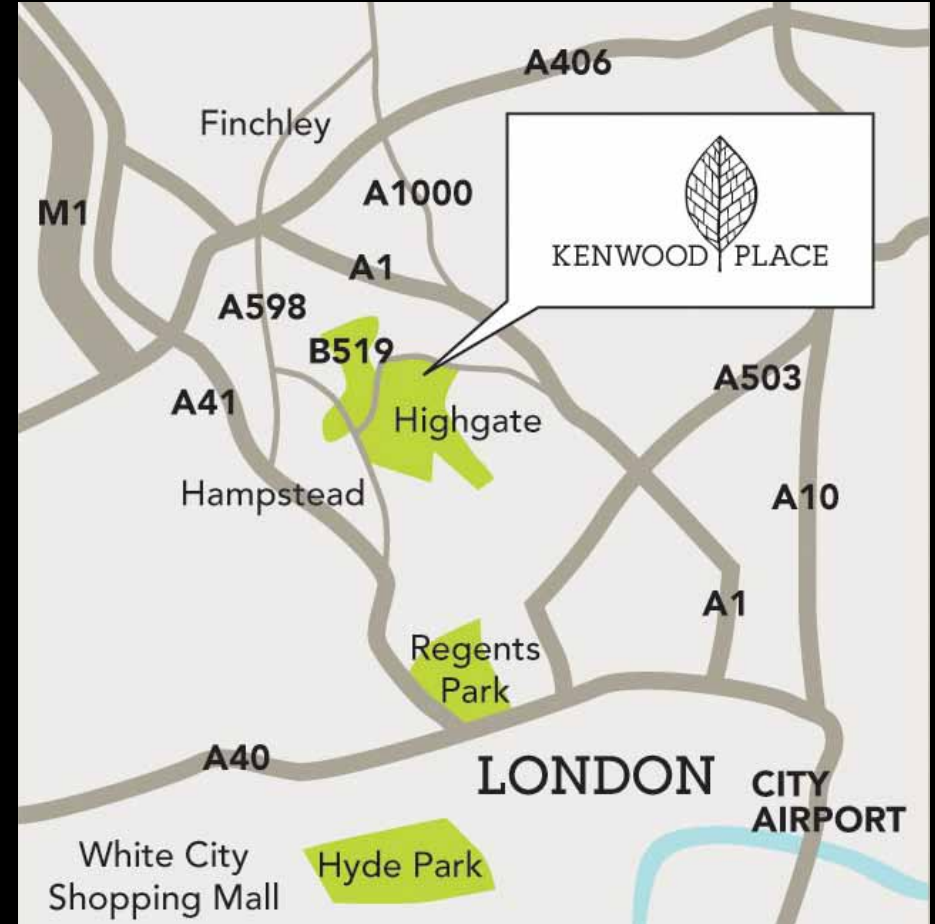 A406
Finchley
A1000
M1
KENWOOD PLACE
A1
A598
B519
A503
A41
Highgate
Hampstead
A10
A1
Regents
Park
A40
LONDON
CITY
AIRPORT
White City
Shopping Mall
Hyde Park